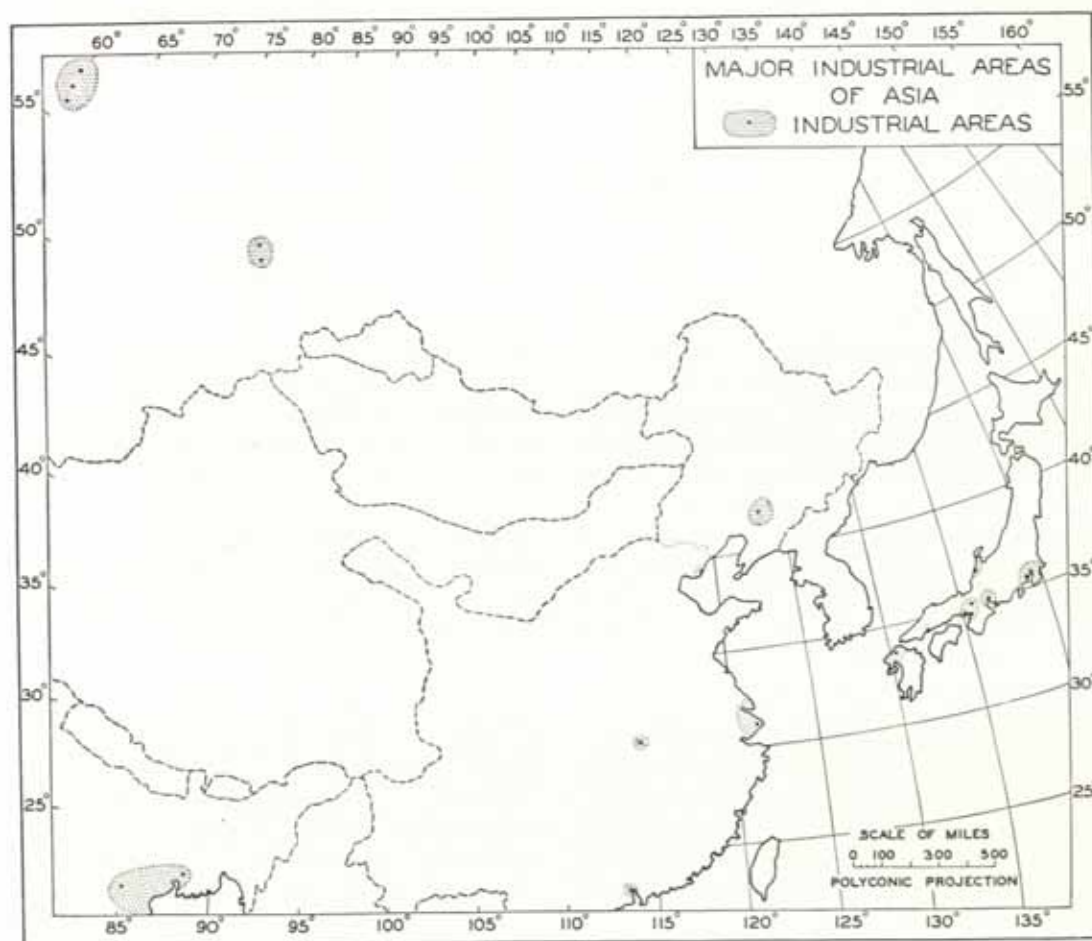 60° 65° 70° 75° 80° 85° 90° 95° 100° 105° 110° 115° 120° 125° 130° 135° 140° 145° 150° 155° 160°
MAJOR INDUSTRIAL AREAS
OF ASIA
INDUSTRIAL AREAS
55° 55°
50° 50°
45° 45°
40° 40°
35° 35°
30° 30°
25° 25°
SCALE OF MILES
0 100 300 500
POLYCONIC PROJECTION
85° 90° 95° 100° 105° 110° 115° 120° 125° 130° 135°